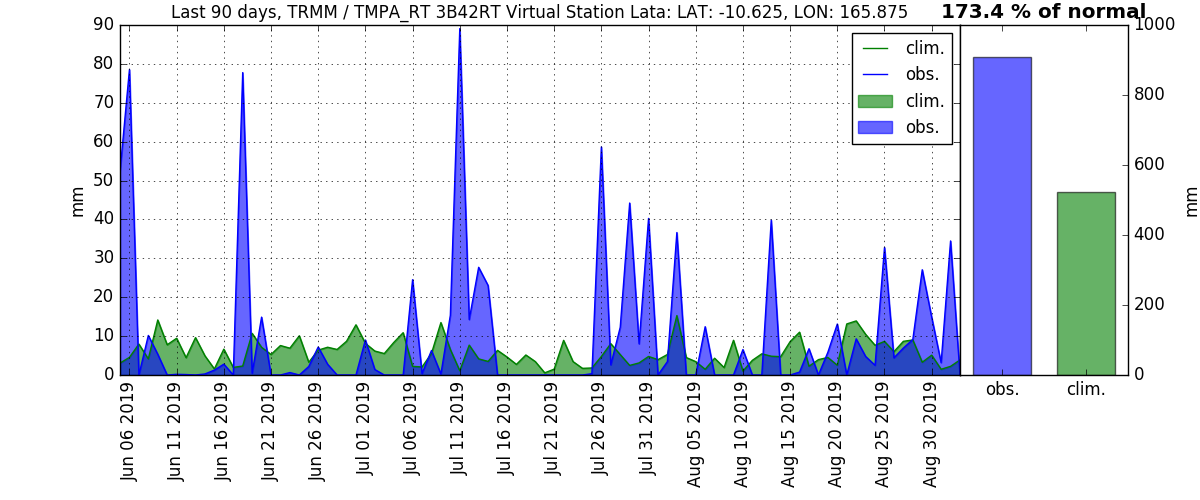 Last 90 days, TRMM / TMPA_RT 3B42RT Virtual Station Lata: LAT: -10.625, LON: 165.875
173.4 % of normal
90
80
70
60
50
40
30
20
10
0
mm
clim.
obs.
clim.
obs.
Jun 06 2019
Jun 11 2019
Jun 16 2019
Jun 21 2019
Jun 26 2019
Jul 01 2019
Jul 06 2019
Jul 11 2019
Jul 16 2019
Jul 21 2019
Jul 26 2019
Jul 31 2019
Aug 05 2019
Aug 10 2019
Aug 15 2019
Aug 20 2019
Aug 25 2019
Aug 30 2019
1000
800
600
400
200
0
mm
obs.
clim.